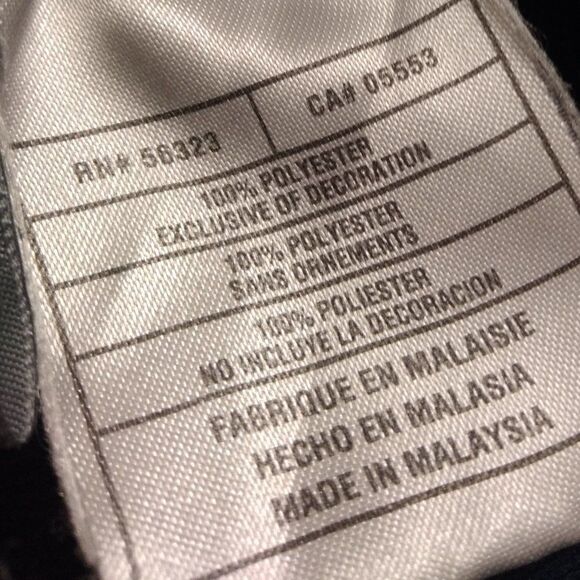 RN# 56323
CA# 05553
100% POLYESTER
EXCLUSIVE OF DECORATION
100% POLYESTER
SANS ORNEMENTS
100% POLIESTER
NO INCLUYE LA DECORACION
FABRIQUE EN MALAISIE
HECHO EN MALASIA
MADE IN MALAYSIA